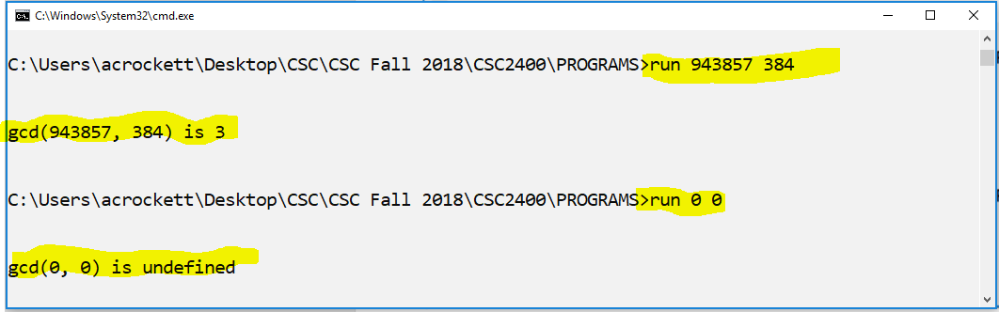 C:\Windows\System32\cmd.exe
C:\Users\acrockett\Desktop\CSC\CSC Fall 2018\CSC2400\PROGRAMS>run 943857 384
gcd(943857, 384) is 3
C:\Users\acrockett\Desktop\CSC\CSC Fall 2018\CSC2400\PROGRAMS>run 0 0
gcd(0, 0) is undefined